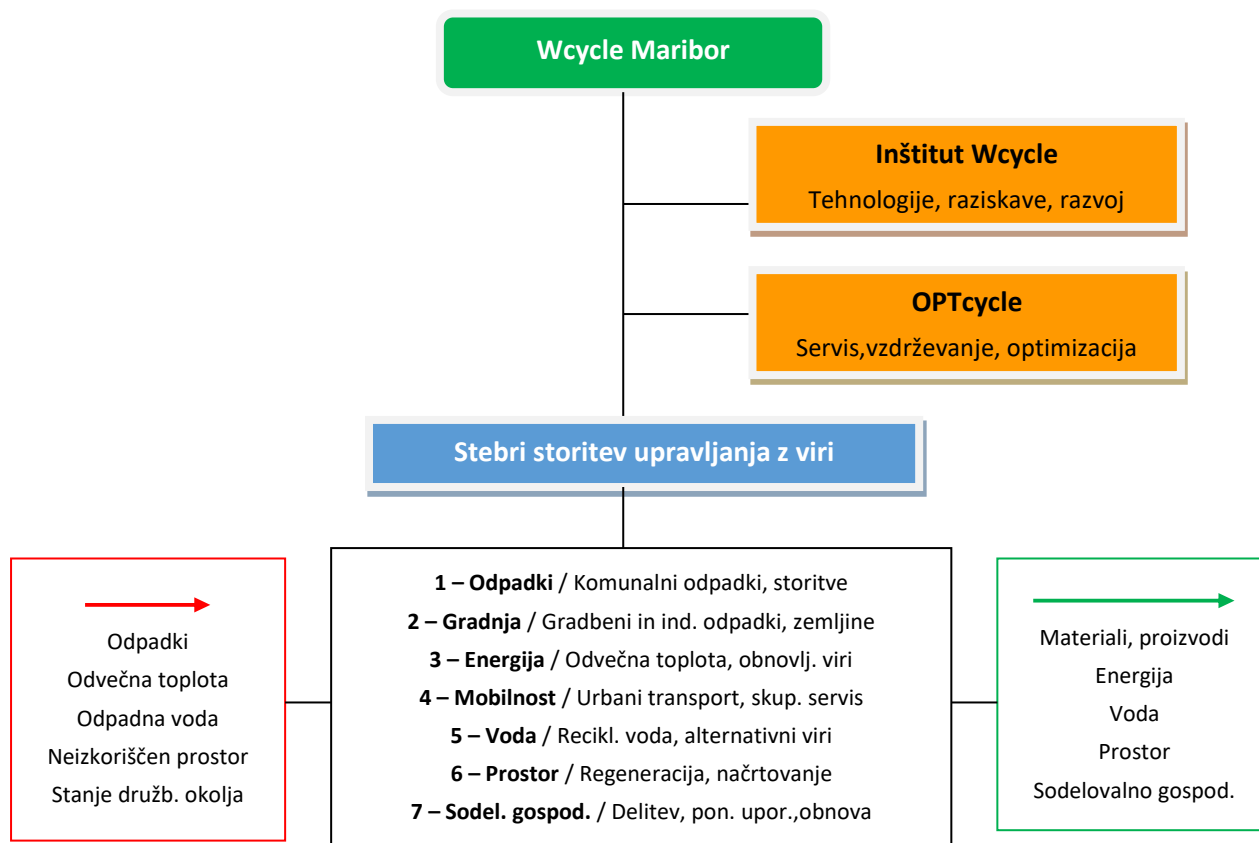 Wcycle Maribor
Inštitut Wcycle
Tehnologije, raziskave, razvoj
OPTcycle
Servis,vzdrževanje, optimizacija
Stebri storitev upravljanja z viri
Odpadki
Odvečna toplota
Odpadna voda
Neizkoriščen prostor
Stanje družb. okolja
1 – Odpadki / Komunalni odpadki, storitve
2 – Gradnja / Gradbeni in ind. odpadki, zemljine
3 – Energija / Odvečna toplota, obnovlj. viri
4 – Mobilnost / Urbani transport, skup. servis
5 – Voda / Recikl. voda, alternativni viri
6 – Prostor / Regeneracija, načrtovanje
7 – Sodel. gospod. / Delitev, pon. upor.,obnova
Materiali, proizvodi
Energija
Voda
Prostor
Sodelovalno gospod.